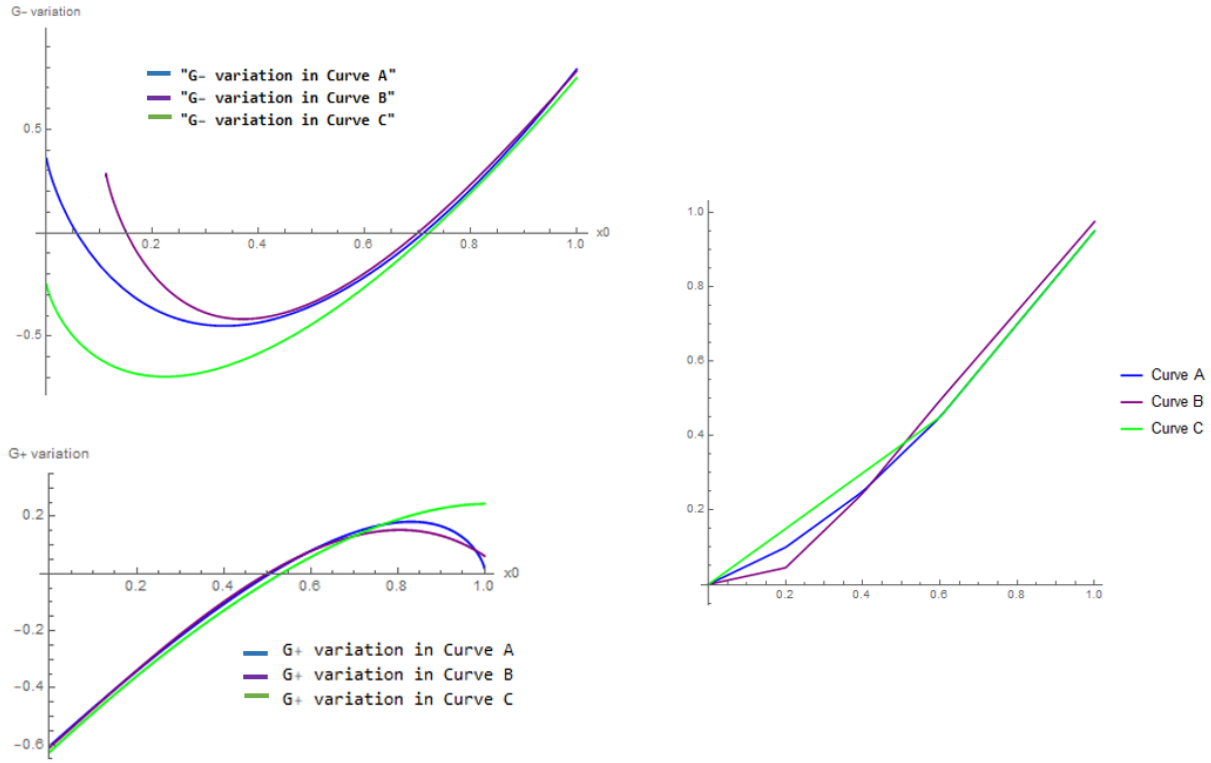 G− variation
"G− variation in Curve A"
"G− variation in Curve B"
"G− variation in Curve C"
0.5
0.2
0.4
0.6
0.8
1.0
x0
−0.5
G+ variation
0.2
0.2
0.4
0.6
0.8
1.0
x0
−0.2
−0.4
−0.6
G+ variation in Curve A
G+ variation in Curve B
G+ variation in Curve C
1.0
0.8
0.6
0.4
0.2
0.2
0.4
0.6
0.8
1.0
Curve A
Curve B
Curve C